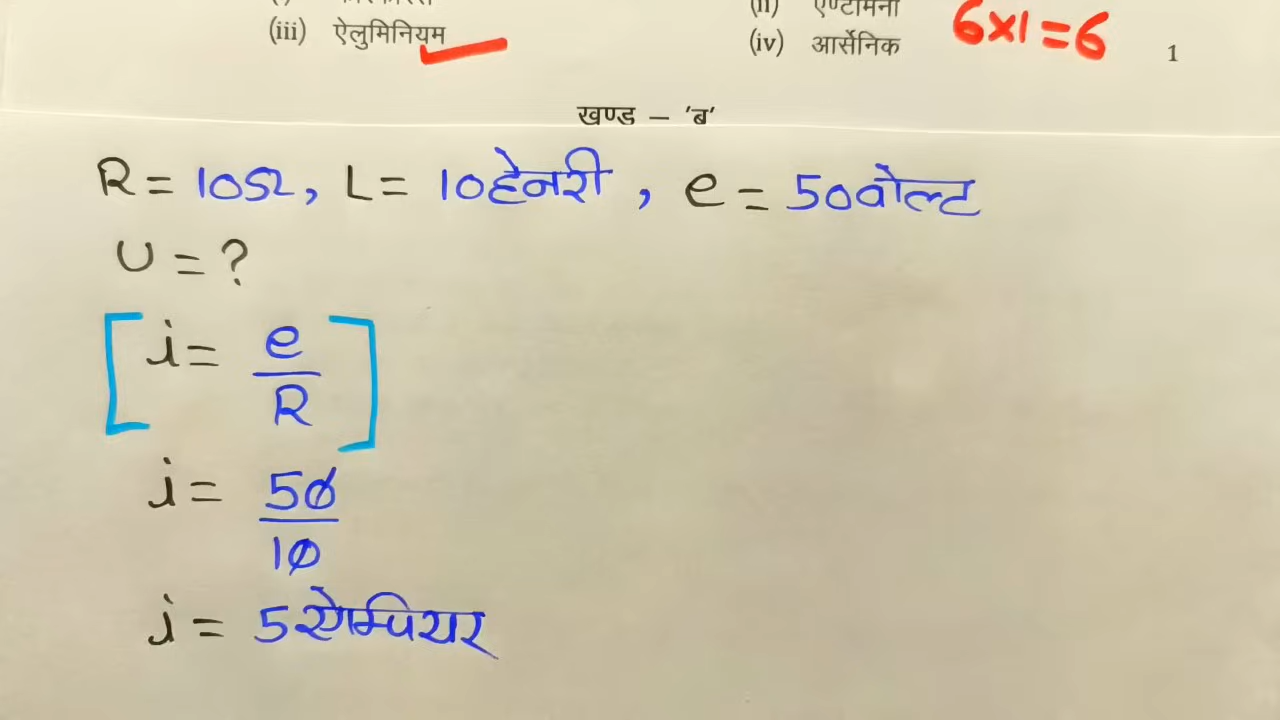 (iii) ऐलुमिनियम
(iv) आर्सेनिक
6×1=6
1
खण्ड – 'ब'
R = 10Ω, L = 10हेनरी, e = 50वोल्ट
U = ?
[ i = e/R ]
i = 50/10
i = 5ऐम्पियर